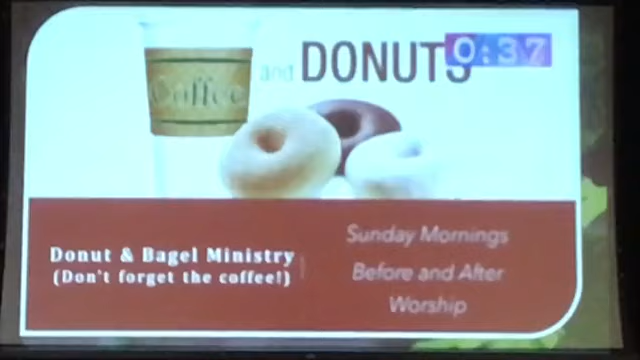 Coffee and DONUTS
0:37
Donut & Bagel Ministry
(Don't forget the coffee!)
Sunday Mornings
Before and After
Worship